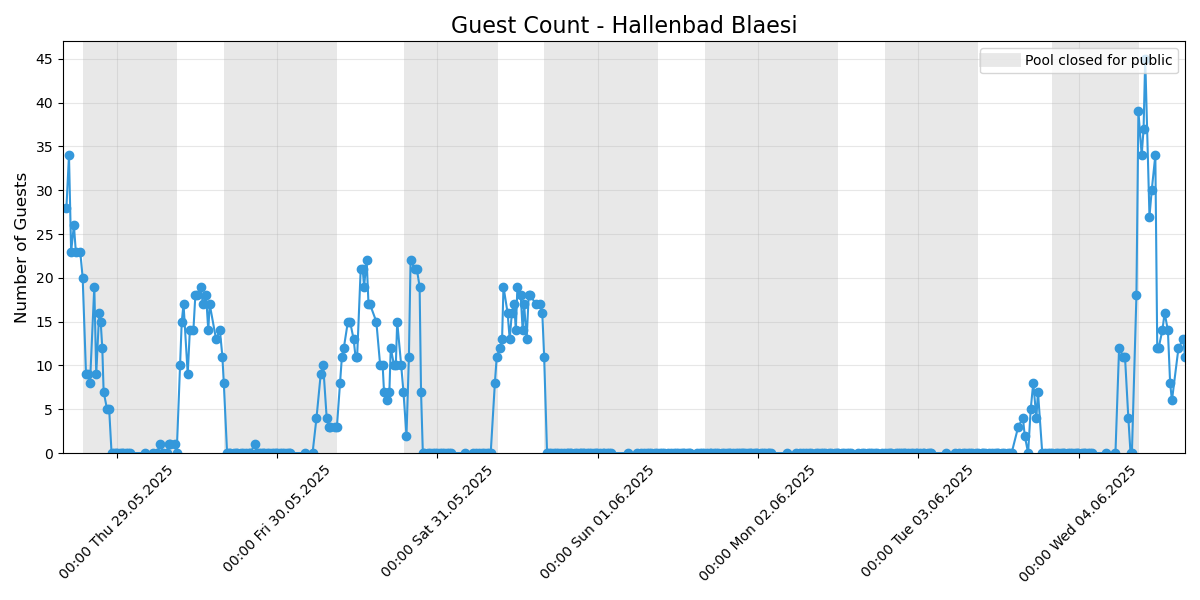 Guest Count - Hallenbad Blaesi
Pool closed for public
Number of Guests
45
40
35
30
25
20
15
10
5
0
00:00 Thu 29.05.2025
00:00 Fri 30.05.2025
00:00 Sat 31.05.2025
00:00 Sun 01.06.2025
00:00 Mon 02.06.2025
00:00 Tue 03.06.2025
00:00 Wed 04.06.2025